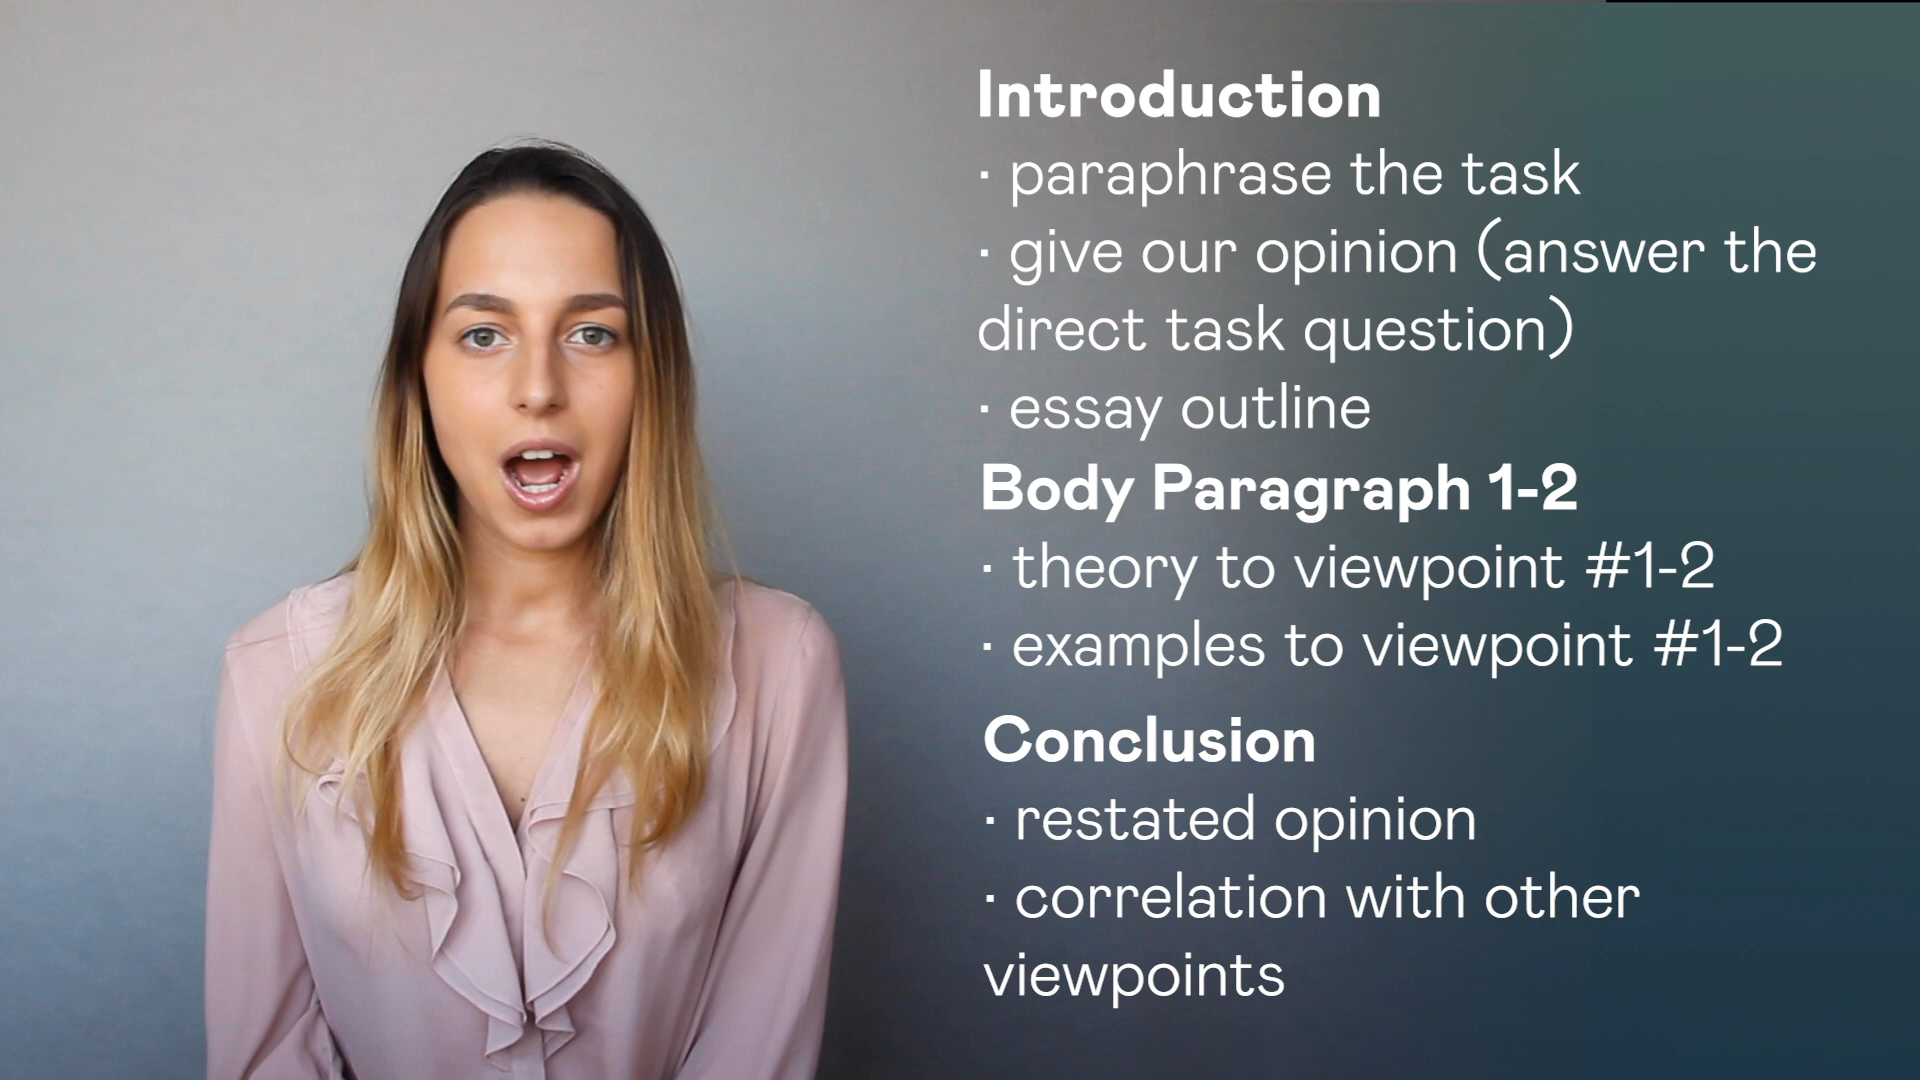 Introduction
· paraphrase the task
· give our opinion (answer the
direct task question)
· essay outline
Body Paragraph 1-2
· theory to viewpoint #1-2
· examples to viewpoint #1-2
Conclusion
· restated opinion
· correlation with other
viewpoints